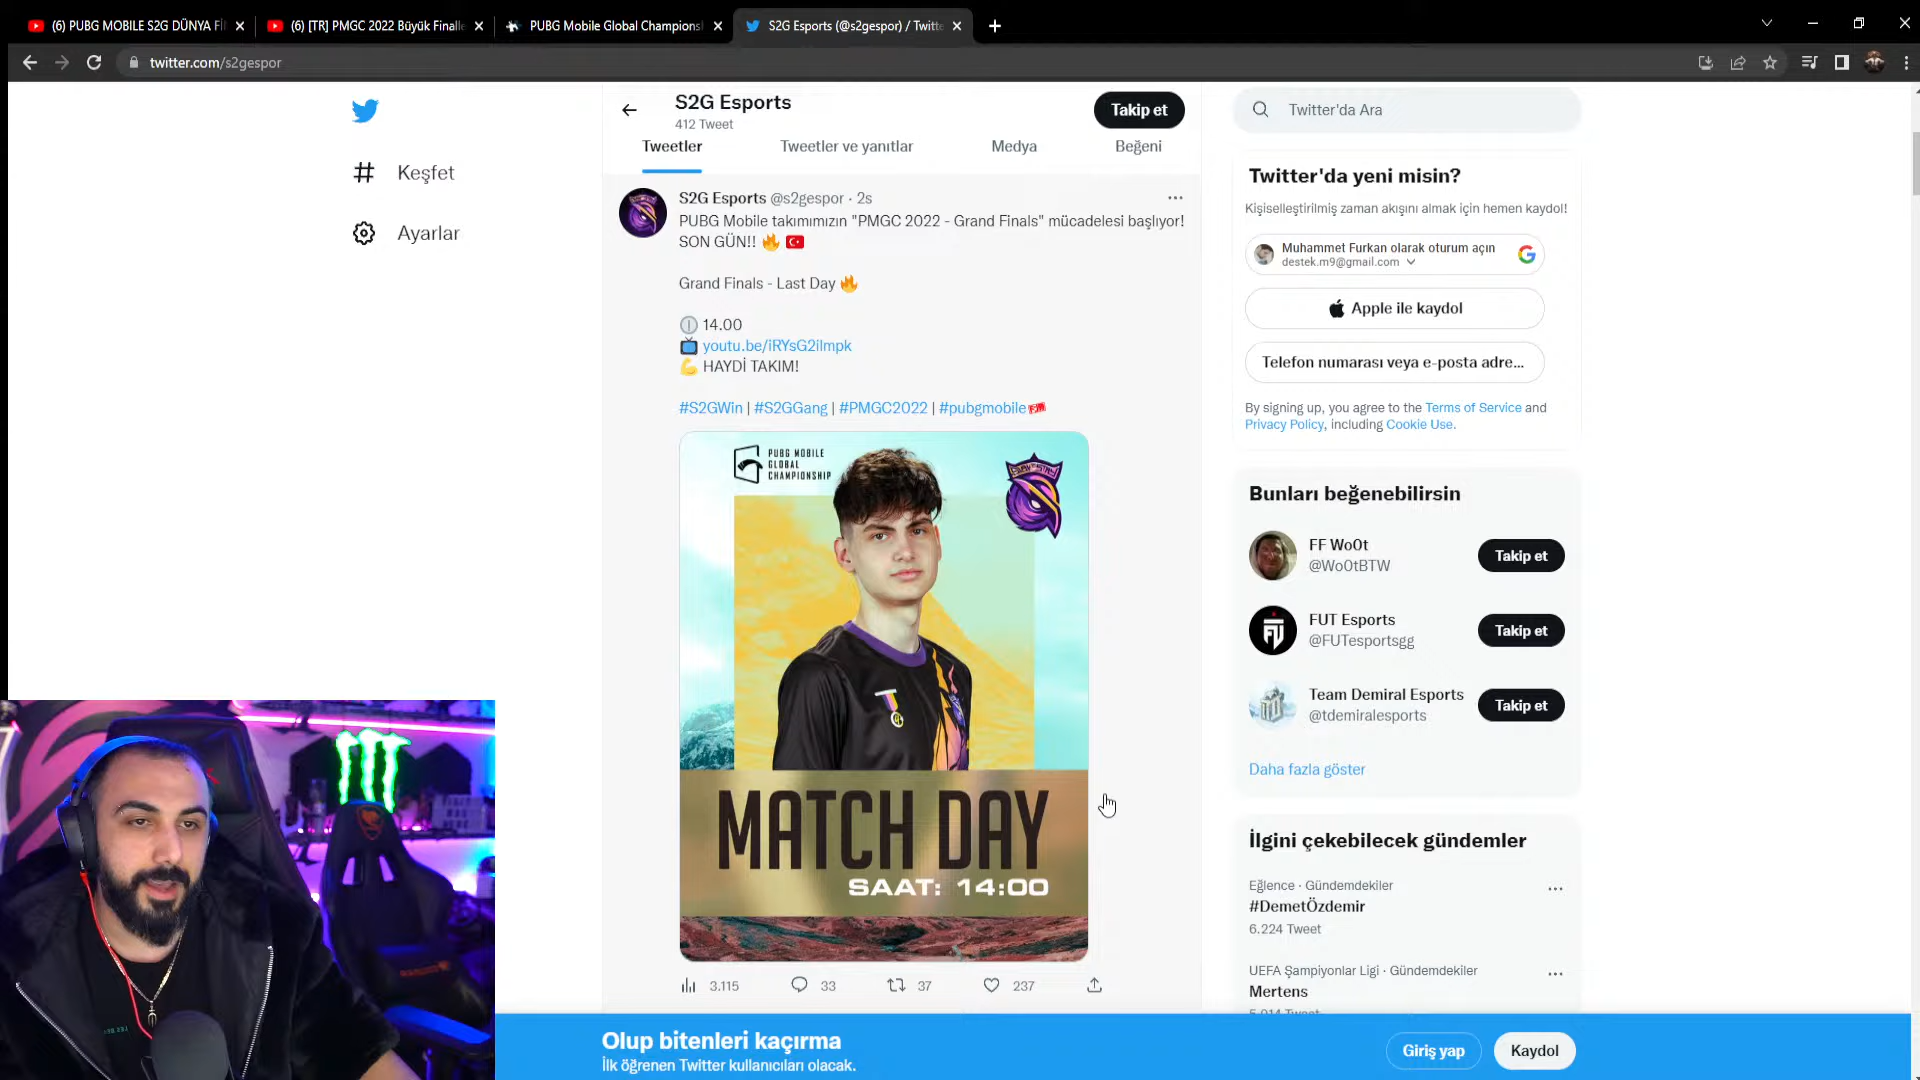 (6) PUBG MOBILE S2G DÜNYA Fİ
(6) [TR] PMGC 2022 Büyük Finalle
PUBG Mobile Global Champions
S2G Esports (@s2gespor) / Twitte
twitter.com/s2gespor
Keşfet
Ayarlar
S2G Esports
412 Tweet
Takip et
Tweetler
Tweetler ve yanıtlar
Medya
Beğeni
S2G Esports @s2gespor · 2s
PUBG Mobile takımımızın "PMGC 2022 - Grand Finals" mücadelesi başlıyor!
SON GÜN!! 🔥 🇹🇷
Grand Finals - Last Day 🔥
14.00
youtu.be/iRYsG2ilmpk
💪 HAYDİ TAKIM!
#S2GWin | #S2GGang | #PMGC2022 | #pubgmobile
PUBG MOBILE
GLOBAL
CHAMPIONSHIP
MATCH DAY
SAAT: 14:00
3.115
33
37
237
Twitter'da Ara
Twitter'da yeni misin?
Kişiselleştirilmiş zaman akışını almak için hemen kaydol!
Muhammet Furkan olarak oturum açın
destek.m9@gmail.com
Apple ile kaydol
Telefon numarası veya e-posta adre...
By signing up, you agree to the Terms of Service and
Privacy Policy, including Cookie Use.
Bunları beğenebilirsin
FF Wo0t
@Wo0tBTW
Takip et
FUT Esports
@FUTesportsgg
Takip et
Team Demiral Esports
@tdemiralesports
Takip et
Daha fazla göster
İlgini çekebilecek gündemler
Eğlence · Gündemdekiler
#DemetÖzdemir
6.224 Tweet
UEFA Şampiyonlar Ligi · Gündemdekiler
Mertens
5.014 Tweet
Olup bitenleri kaçırma
İlk öğrenen Twitter kullanıcıları olacak.
Giriş yap
Kaydol